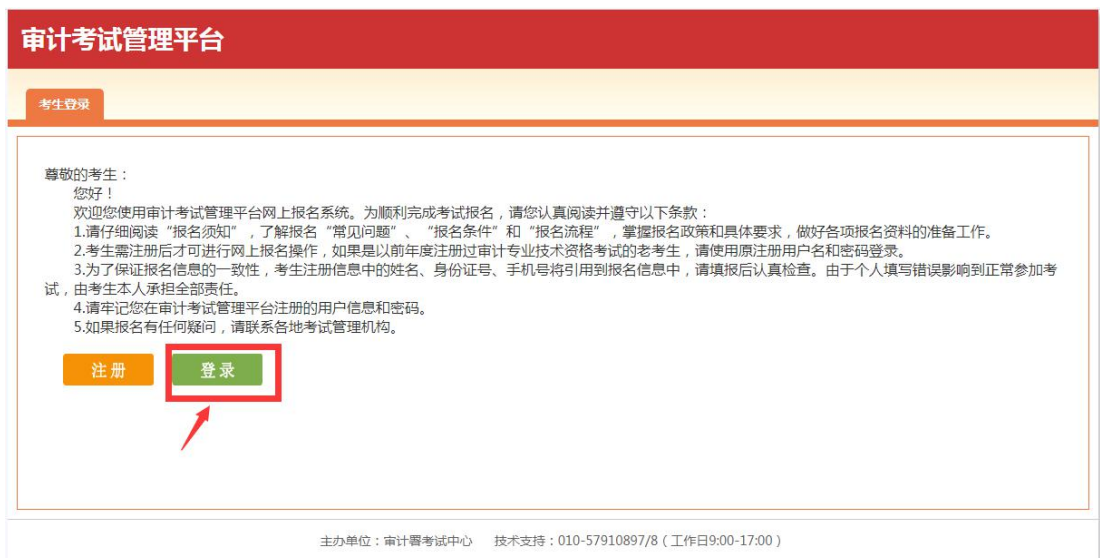 审计考试管理平台
考生登录
尊敬的考生：
您好！
欢迎您使用审计考试管理平台网上报名系统。为顺利完成考试报名，请您认真阅读并遵守以下条款：
1.请仔细阅读“报名须知”，了解报名“常见问题”、“报名条件”和“报名流程”，掌握报名政策和具体要求，做好各项报名资料的准备工作。
2.考生需注册后才可进行网上报名操作，如果是以前年度注册过审计专业技术资格考试的老考生，请使用原注册用户名和密码登录。
3.为了保证报名信息的一致性，考生注册信息中的姓名、身份证号、手机号将引用到报名信息中，请填报后认真检查。由于个人填写错误影响到正常参加考
试，由考生本人承担全部责任。
4.请牢记您在审计考试管理平台注册的用户信息和密码。
5.如果报名有任何疑问，请联系各地考试管理机构。
注册 登录
主办单位：审计署考试中心 技术支持：010-57910897/8（工作日9:00-17:00）